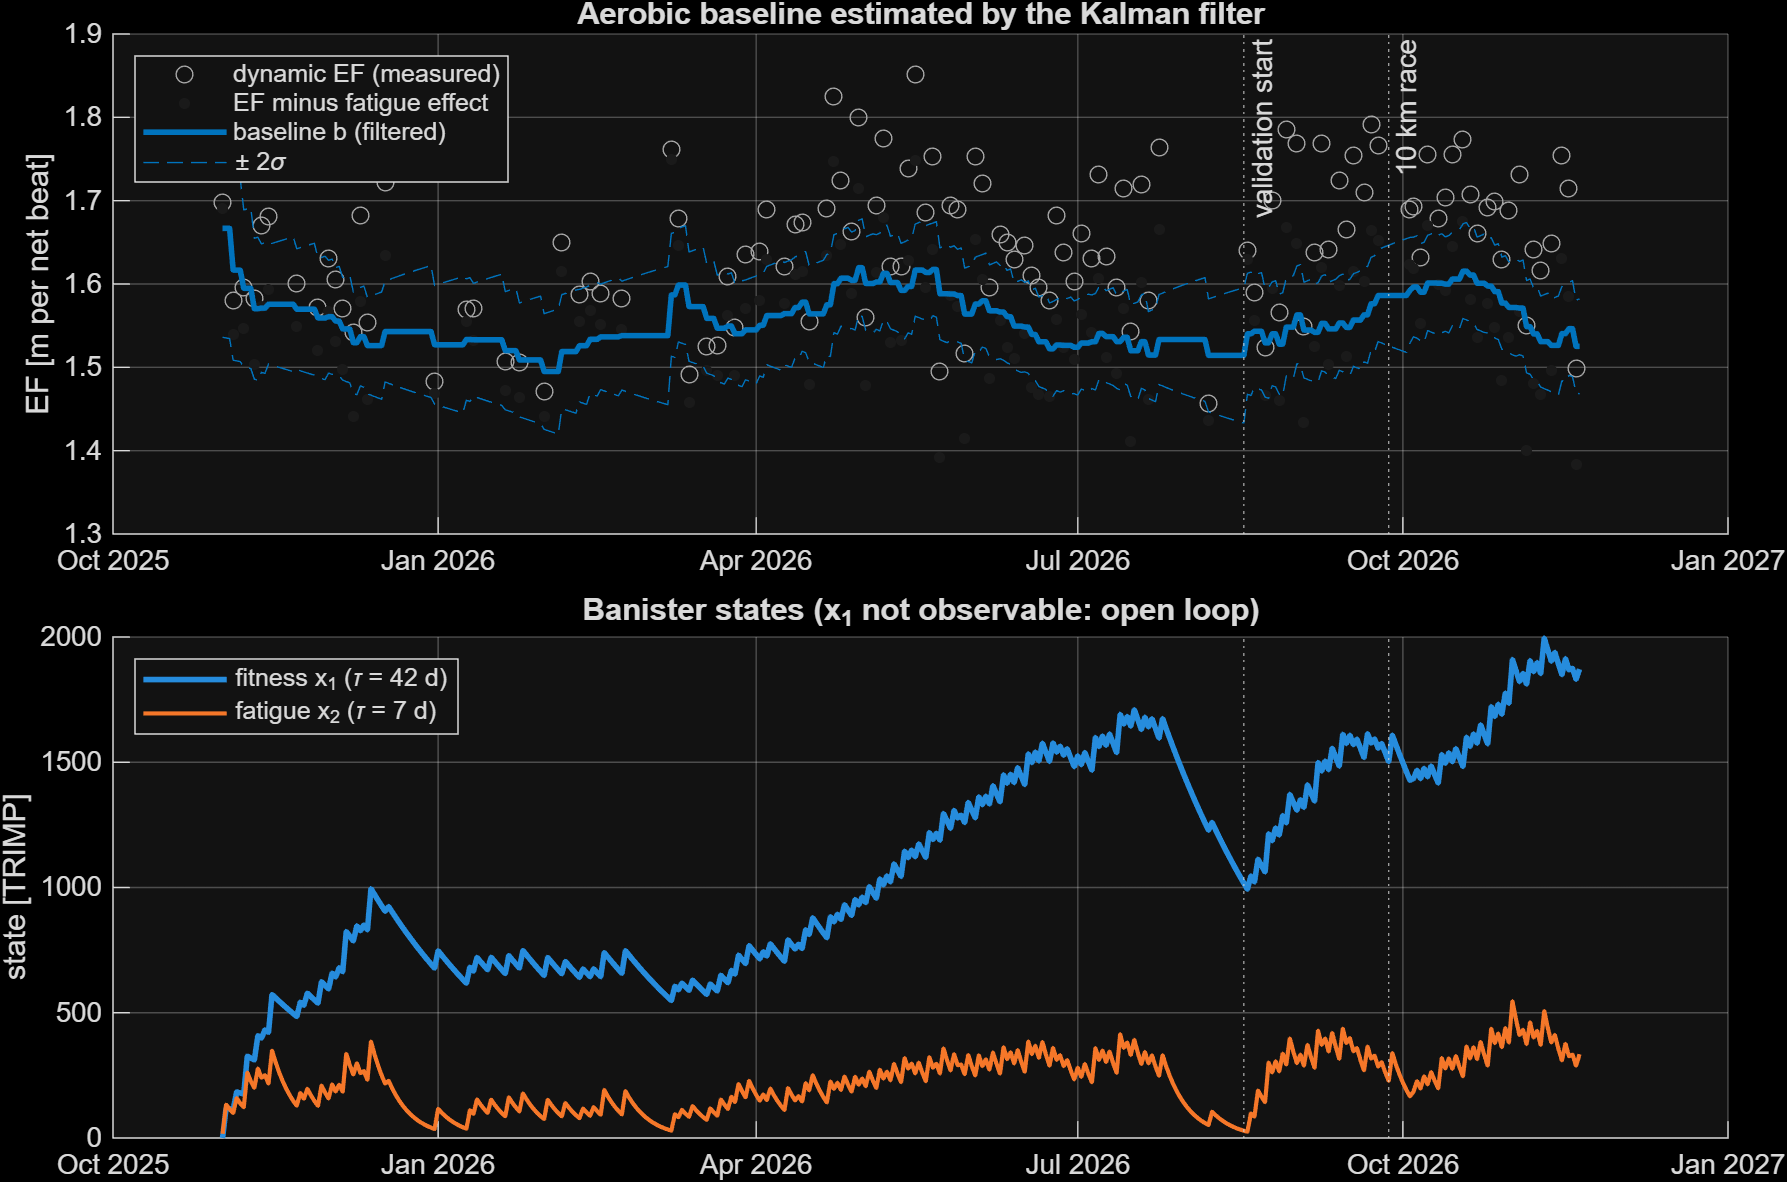 Aerobic baseline estimated by the Kalman filter
1.9
1.8
1.7
1.6
1.5
1.4
1.3
EF [m per net beat]
dynamic EF (measured)
EF minus fatigue effect
baseline b (filtered)
± 2σ
validation start
10 km race
Oct 2025
Jan 2026
Apr 2026
Jul 2026
Oct 2026
Jan 2027
Banister states (x₁ not observable: open loop)
2000
1500
1000
500
0
state [TRIMP]
fitness x₁ (τ = 42 d)
fatigue x₂ (τ = 7 d)
Oct 2025
Jan 2026
Apr 2026
Jul 2026
Oct 2026
Jan 2027